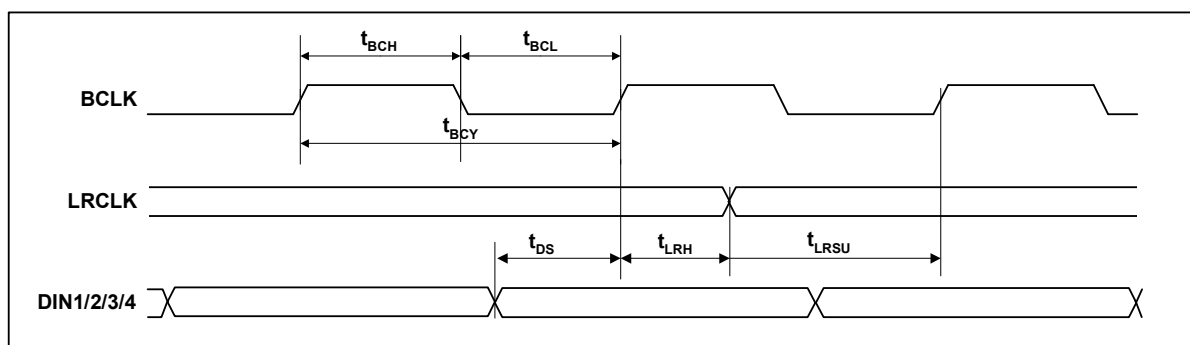 tBCH tBCL
BCLK
tBCY
LRCLK
tDS tLRH tLRSU
DIN1/2/3/4